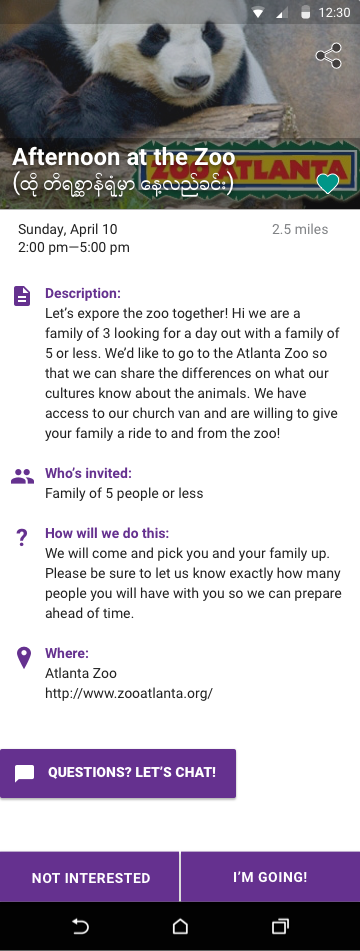 12:30
Afternoon at the Zoo
ZOO ATLANTA
(ထို တိရစ္ဆာန်ရုံမှာ နေ့လည်ခင်း)
Sunday, April 10
2.5 miles
2:00 pm—5:00 pm
Description:
Let’s expore the zoo together! Hi we are a
family of 3 looking for a day out with a family of
5 or less. We’d like to go to the Atlanta Zoo so
that we can share the differences on what our
cultures know about the animals. We have
access to our church van and are willing to give
your family a ride to and from the zoo!
Who’s invited:
Family of 5 people or less
How will we do this:
We will come and pick you and your family up.
Please be sure to let us know exactly how many
people you will have with you so we can prepare
ahead of time.
Where:
Atlanta Zoo
http://www.zooatlanta.org/
QUESTIONS? LET’S CHAT!
NOT INTERESTED
I’M GOING!